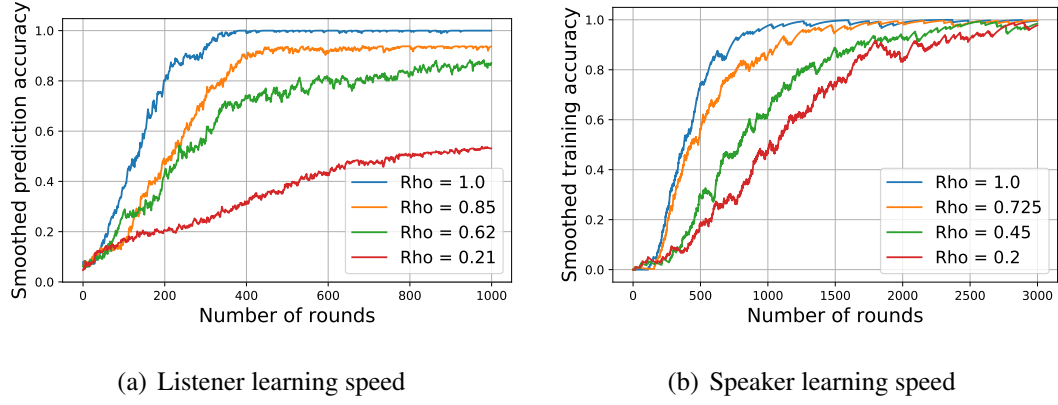 Smoothed prediction accuracy
1.0
0.8
0.6
0.4
0.2
0.0
0
200
400
600
800
1000
Number of rounds
Rho = 1.0
Rho = 0.85
Rho = 0.62
Rho = 0.21
(a) Listener learning speed
Smoothed training accuracy
1.0
0.8
0.6
0.4
0.2
0.0
0
500
1000
1500
2000
2500
3000
Number of rounds
Rho = 1.0
Rho = 0.725
Rho = 0.45
Rho = 0.2
(b) Speaker learning speed